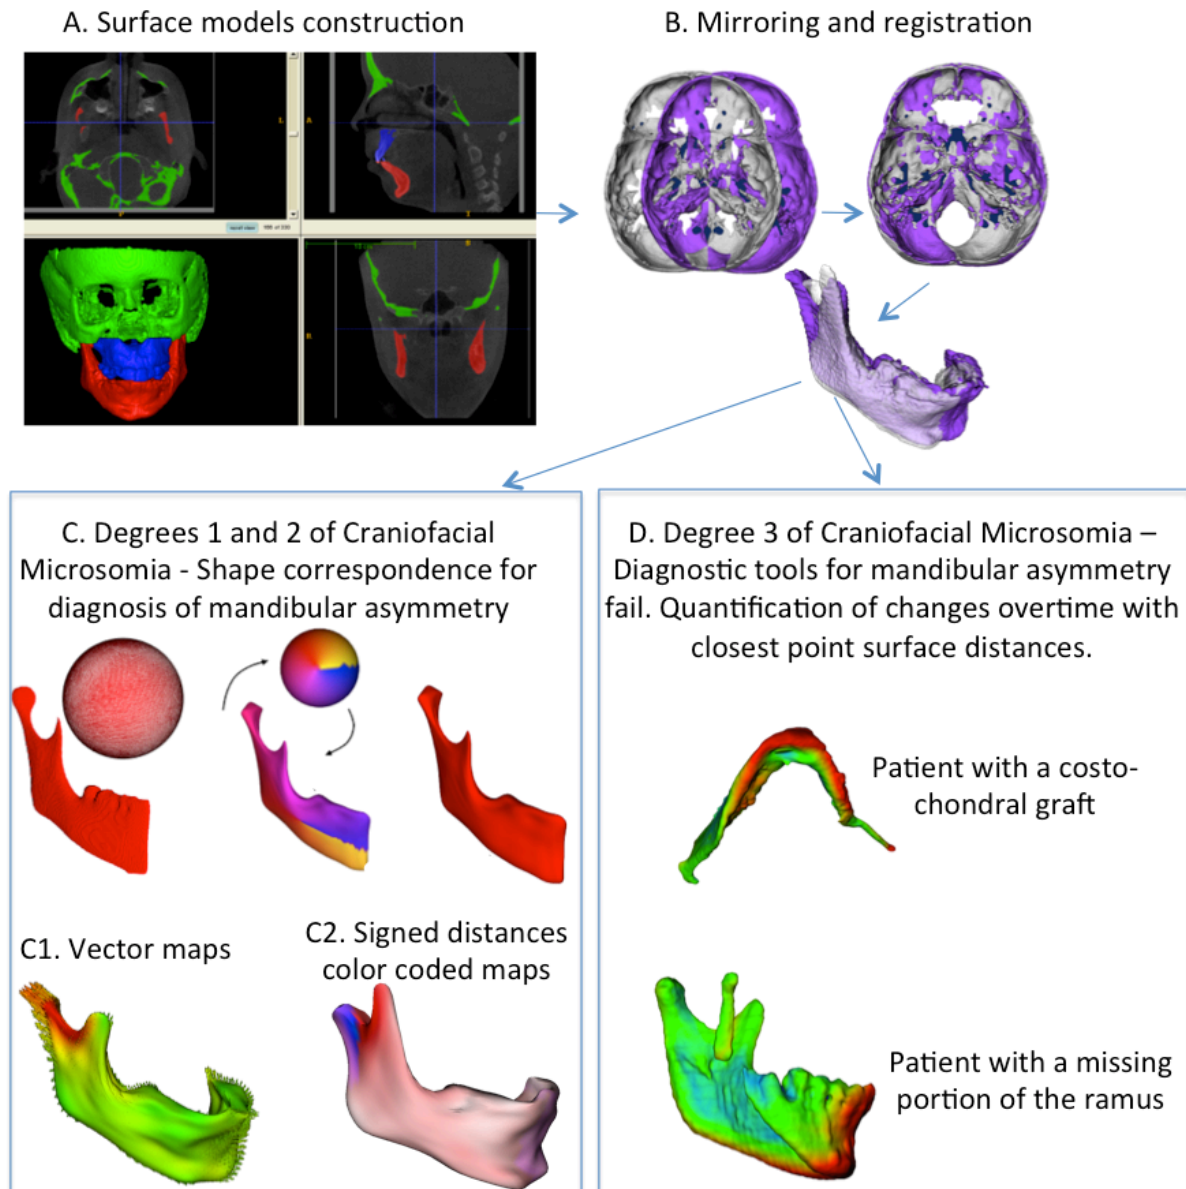 A. Surface models construction
B. Mirroring and registration
L
A
P
I
R
C. Degrees 1 and 2 of Craniofacial
Microsomia - Shape correspondence for
diagnosis of mandibular asymmetry
D. Degree 3 of Craniofacial Microsomia –
Diagnostic tools for mandibular asymmetry
fail. Quantification of changes overtime with
closest point surface distances.
Patient with a costo-
chondral graft
C1. Vector maps
C2. Signed distances
color coded maps
Patient with a missing
portion of the ramus